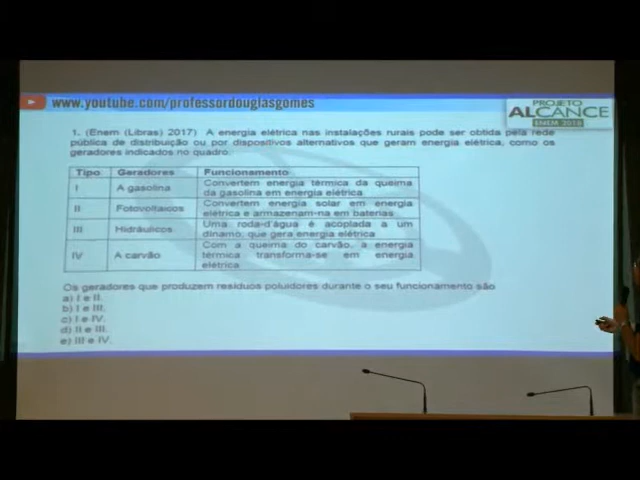 www.youtube.com/professordouglasgomes
PROJETO
ALCANCE
ENEM 2018
1. (Enem (Libras) 2017) A energia elétrica nas instalações rurais pode ser obtida pela rede
pública de distribuição ou por dispositivos alternativos que geram energia elétrica, como os
geradores indicados no quadro.
Tipo Geradores Funcionamento
I A gasolina Convertem energia térmica da queima
da gasolina em energia elétrica
II Fotovoltaicos Convertem energia solar em energia
elétrica e armazenam-na em baterias
III Hidráulicos Uma roda-d'água é acoplada a um
dínamo, que gera energia elétrica
IV A carvão Com a queima do carvão, a energia
térmica transforma-se em energia
elétrica
Os geradores que produzem resíduos poluidores durante o seu funcionamento são
a) I e II.
b) I e III.
c) I e IV.
d) II e III.
e) III e IV.